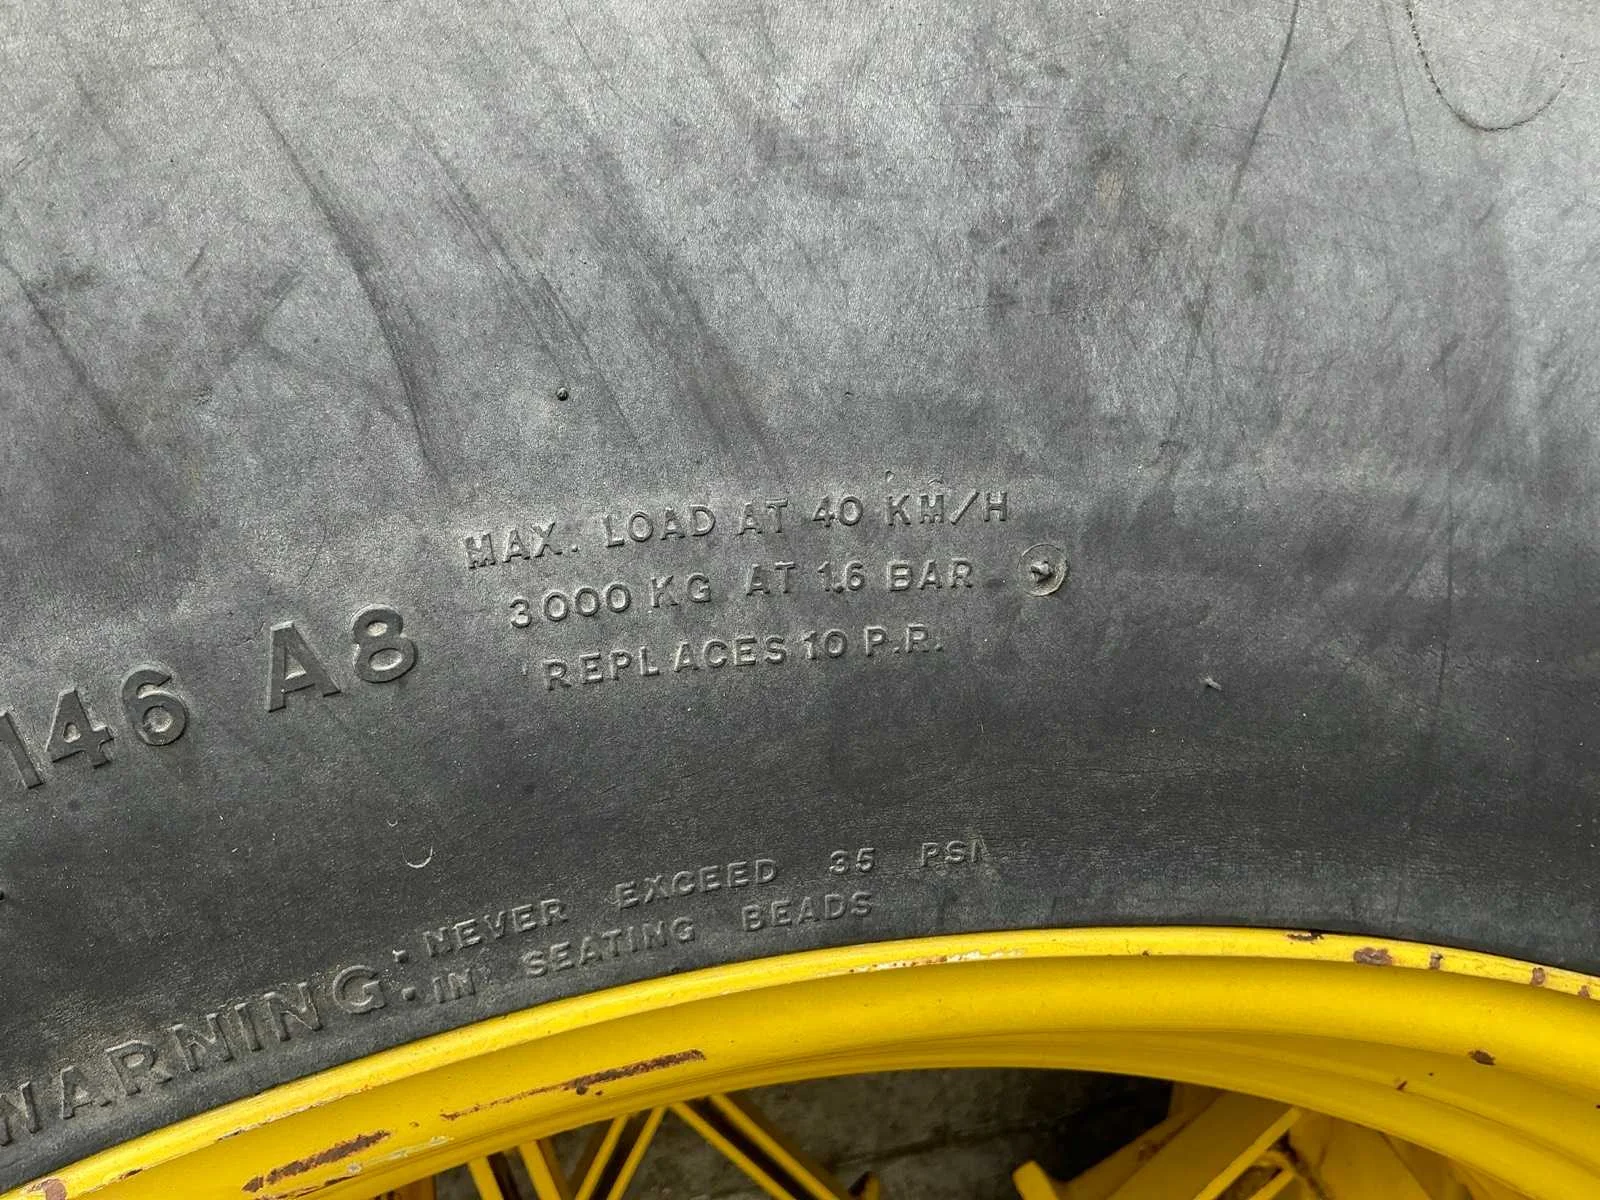 MAX. LOAD AT 40 KM/H
3000 KG AT 1.6 BAR
REPLACES 10 P.R.
146 A8
WARNING:
NEVER EXCEED 35 PSI
IN SEATING BEADS